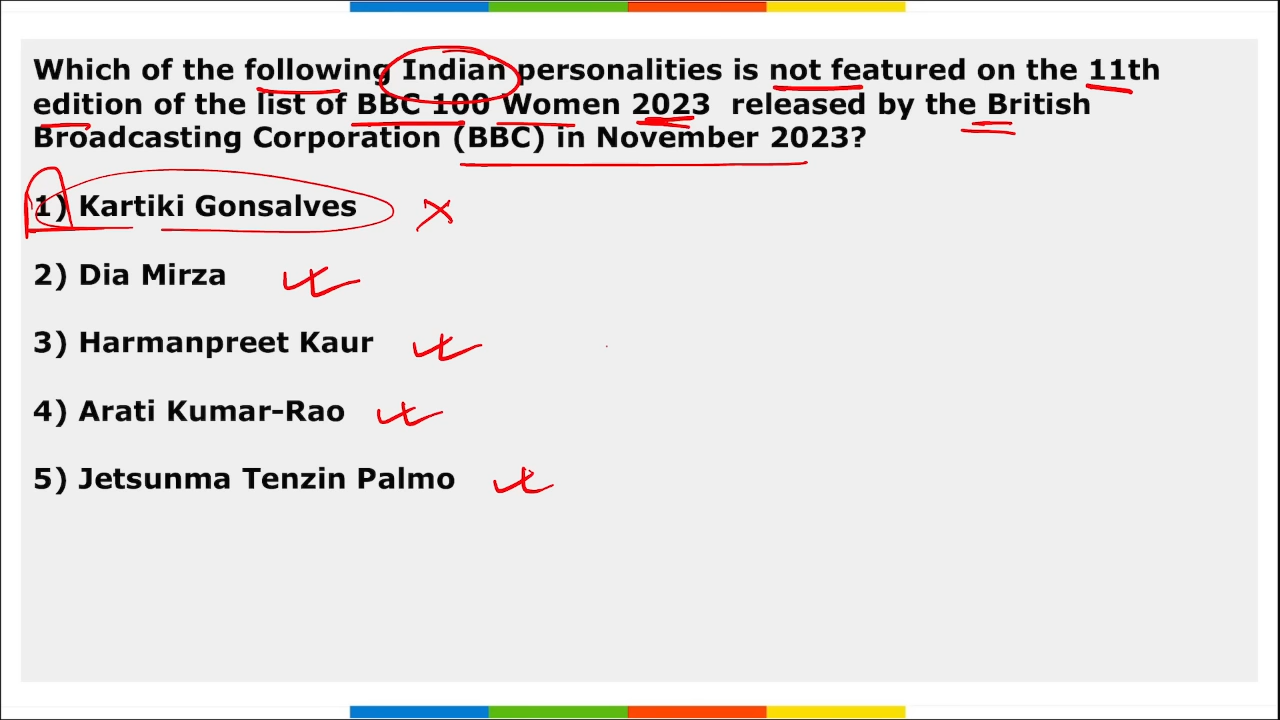 Which of the following Indian personalities is not featured on the 11th
edition of the list of BBC 100 Women 2023 released by the British
Broadcasting Corporation (BBC) in November 2023?
1) Kartiki Gonsalves
2) Dia Mirza
3) Harmanpreet Kaur
4) Arati Kumar-Rao
5) Jetsunma Tenzin Palmo